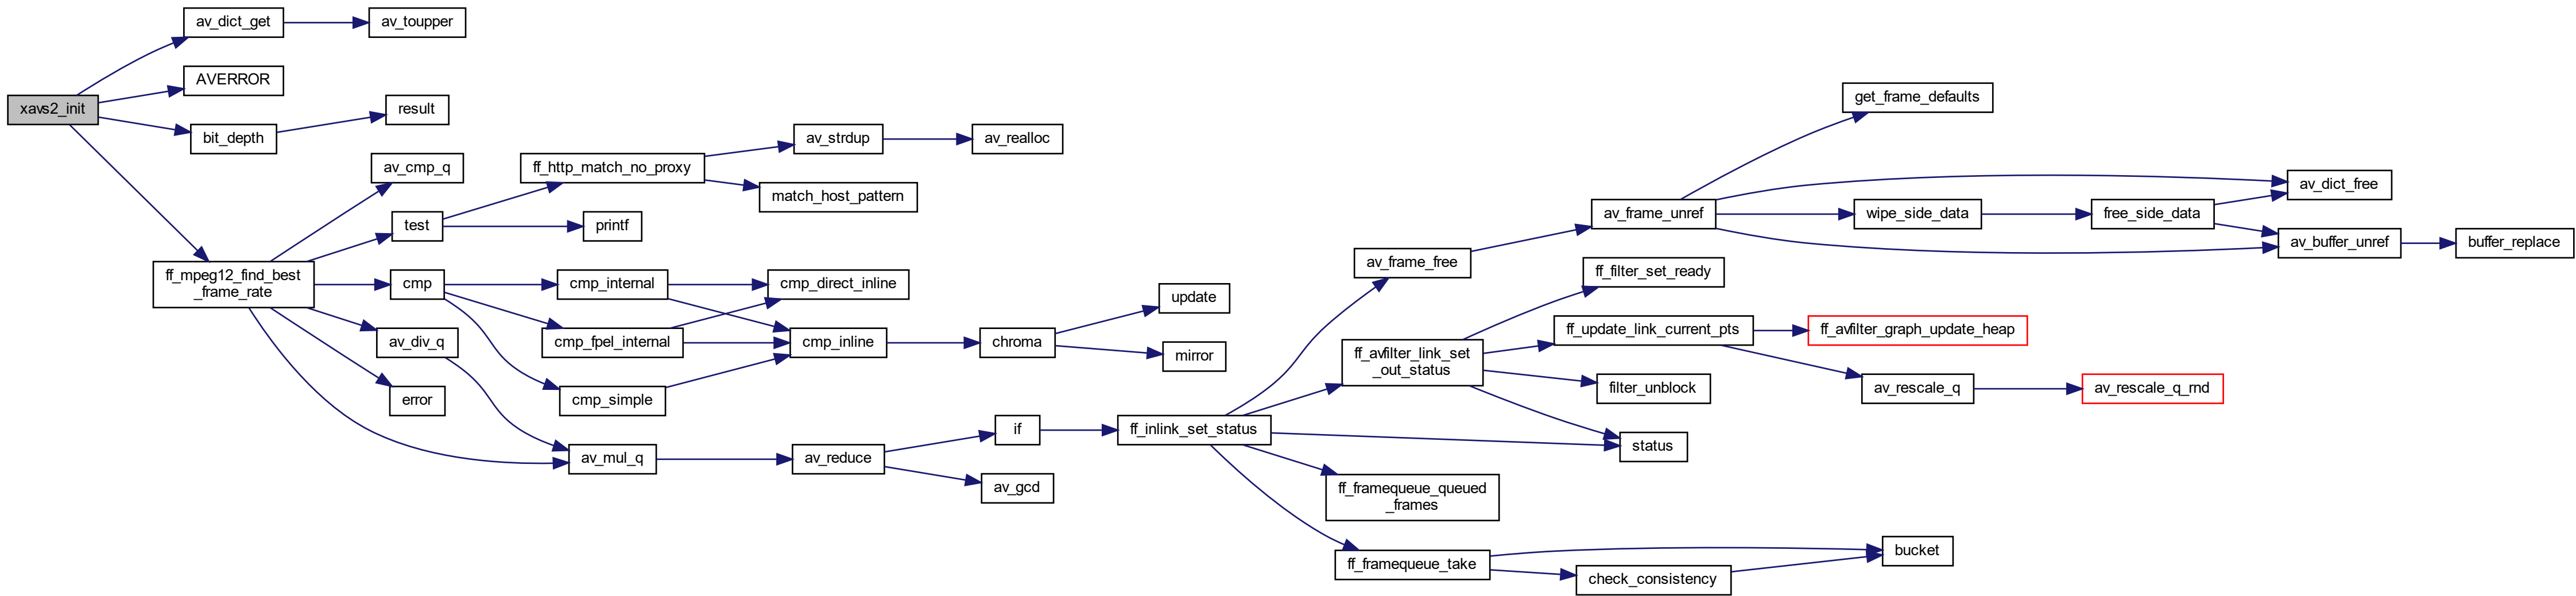 xavs2_init
av_dict_get
av_toupper
AVERROR
bit_depth
result
ff_mpeg12_find_best
_frame_rate
av_cmp_q
test
ff_http_match_no_proxy
av_strdup
av_realloc
match_host_pattern
printf
cmp
cmp_internal
cmp_direct_inline
cmp_fpel_internal
cmp_inline
chroma
update
mirror
cmp_simple
av_div_q
error
av_mul_q
av_reduce
if
av_gcd
ff_inlink_set_status
av_frame_free
av_frame_unref
get_frame_defaults
av_dict_free
wipe_side_data
free_side_data
av_buffer_unref
buffer_replace
ff_avfilter_link_set
_out_status
ff_filter_set_ready
ff_update_link_current_pts
ff_avfilter_graph_update_heap
av_rescale_q
av_rescale_q_rnd
filter_unblock
status
ff_framequeue_queued
_frames
ff_framequeue_take
bucket
check_consistency